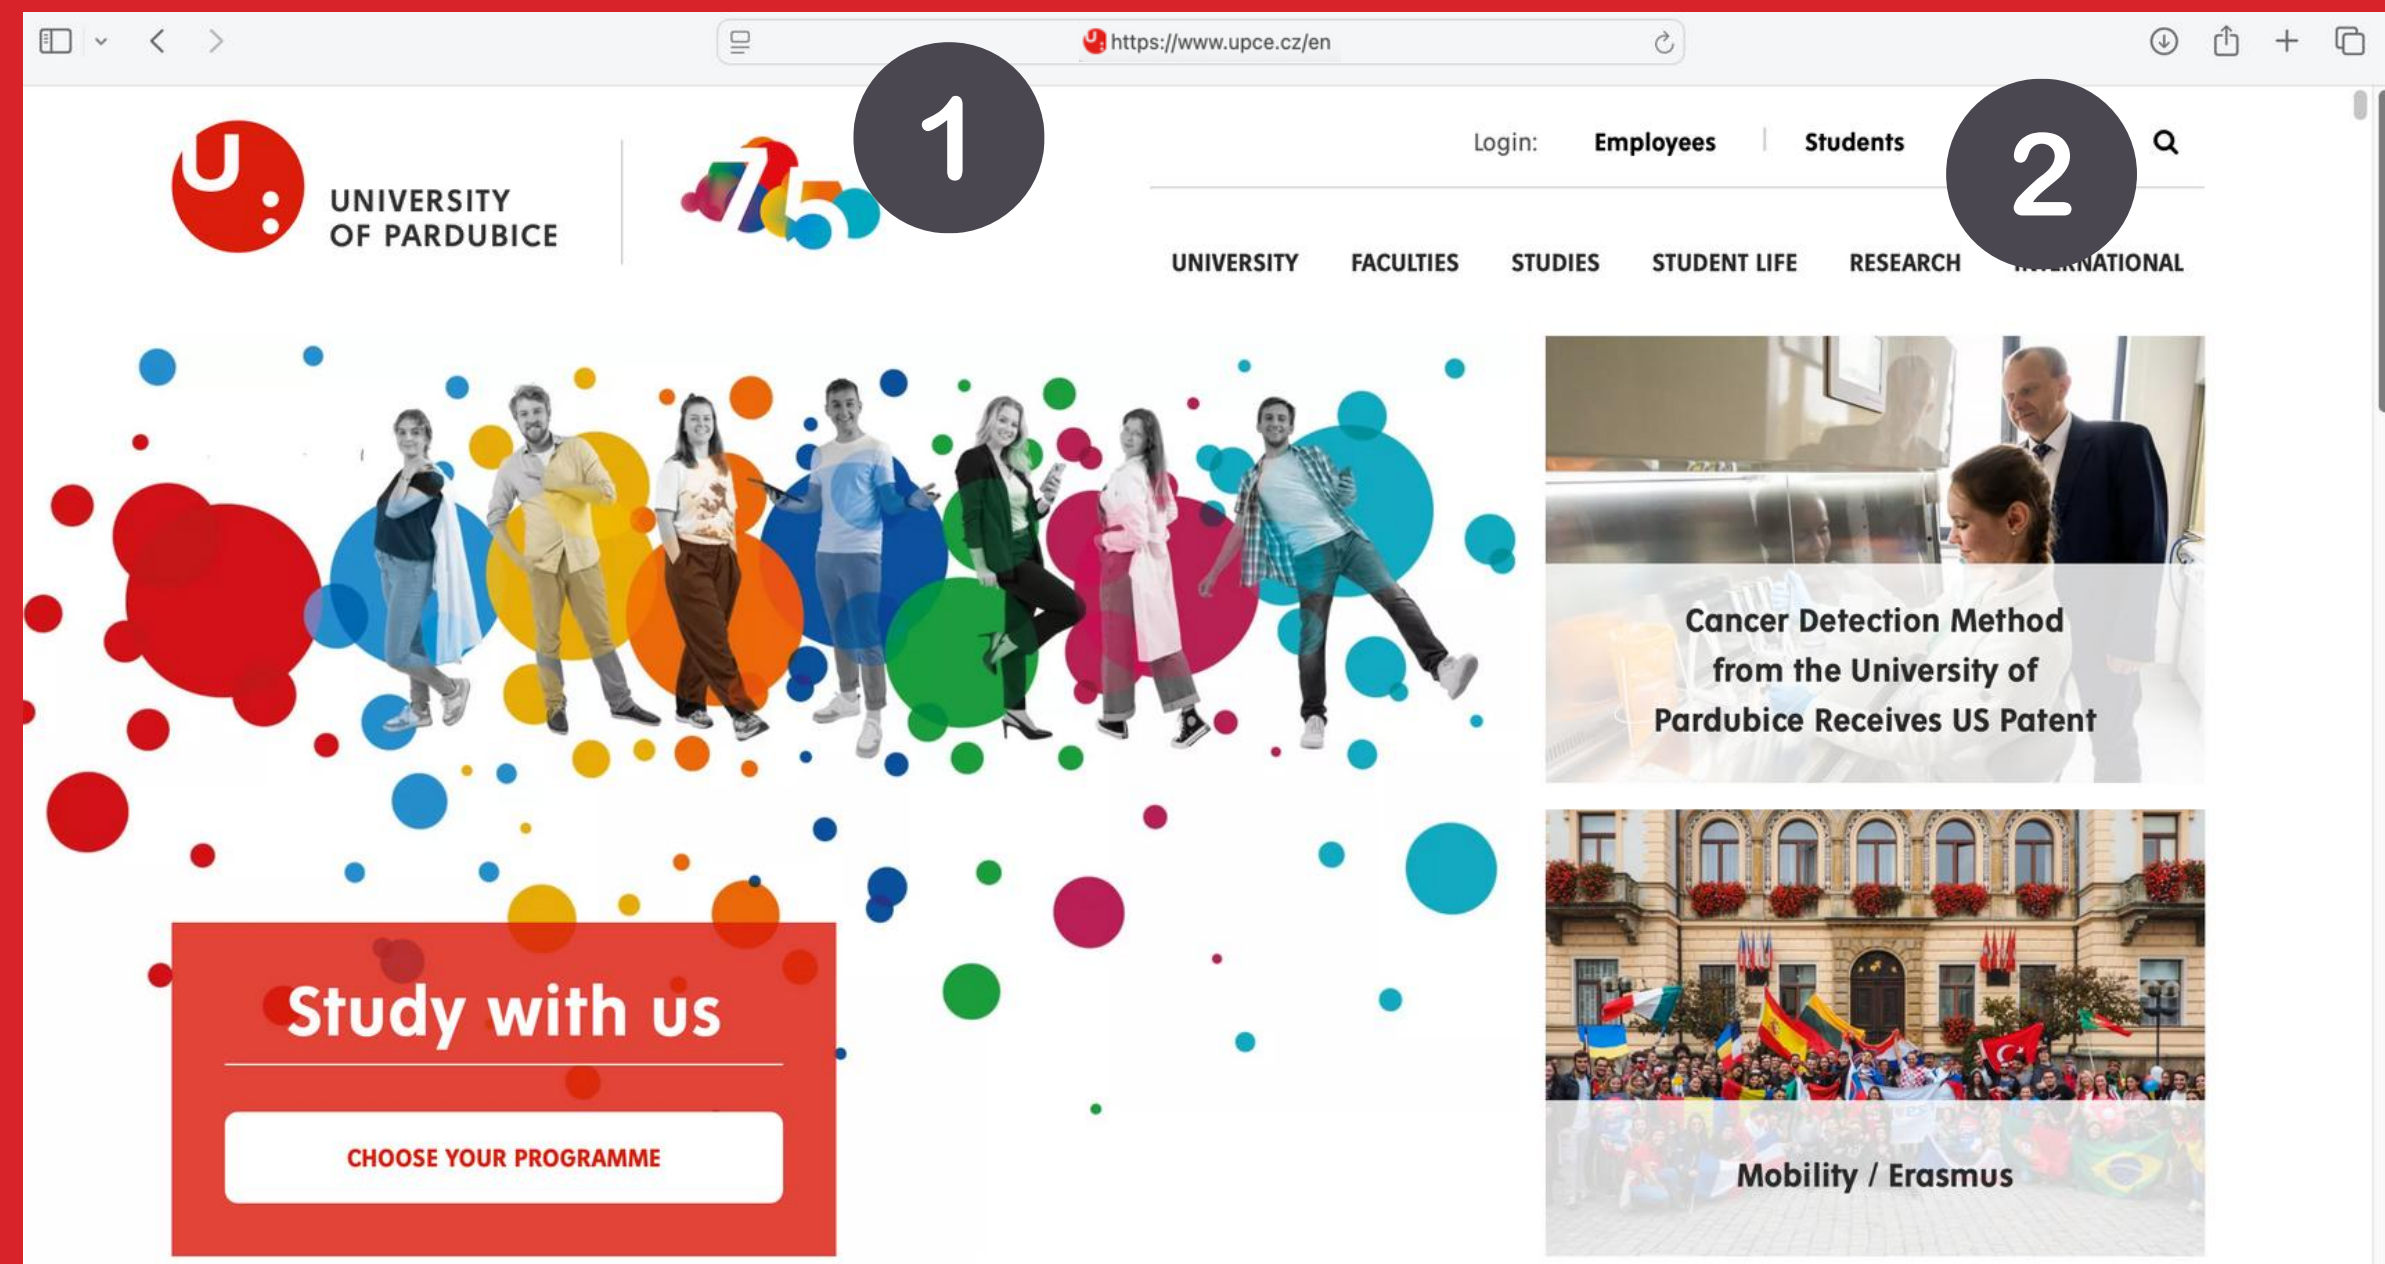 https://www.upce.cz/en
1
2
U:
UNIVERSITY
OF PARDUBICE
75
Login: Employees Students
UNIVERSITY FACULTIES STUDIES STUDENT LIFE RESEARCH
Cancer Detection Method
from the University of
Pardubice Receives US Patent
Study with us
CHOOSE YOUR PROGRAMME
Mobility / Erasmus